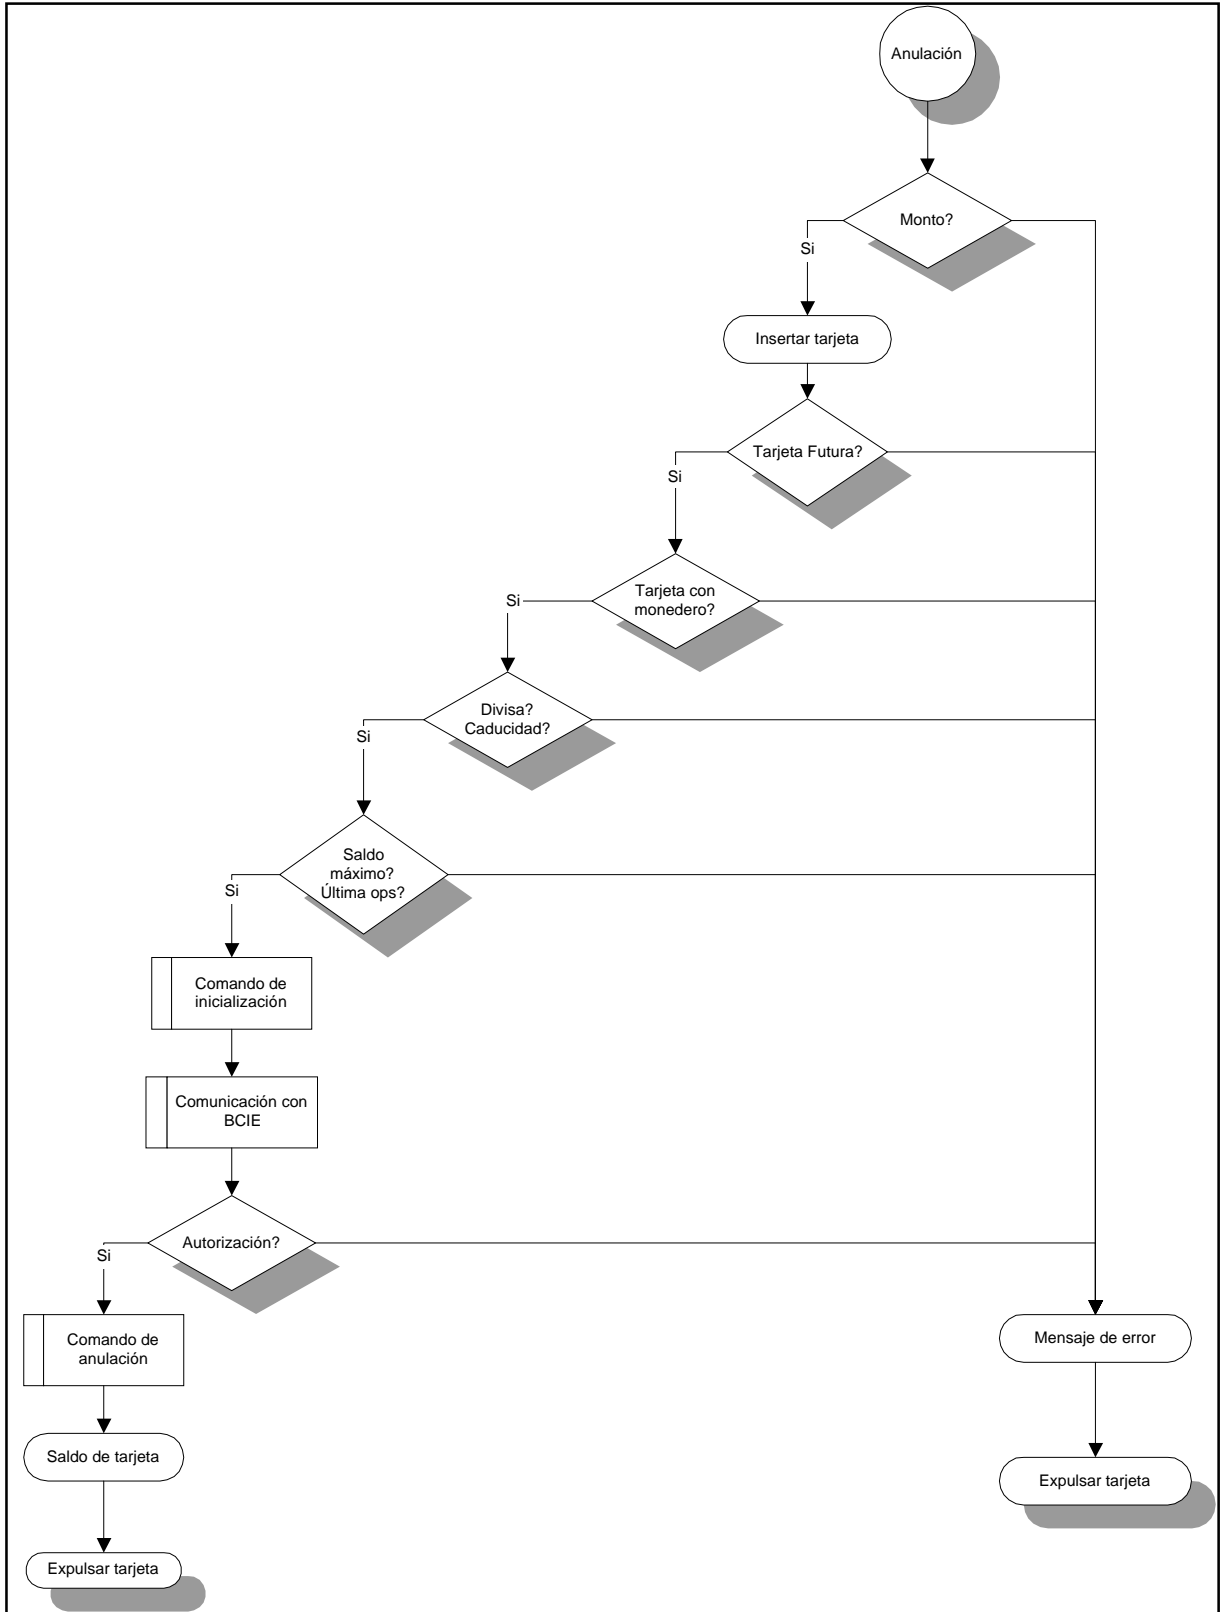 Anulación
Monto?
Si
Insertar tarjeta
Tarjeta Futura?
Si
Tarjeta con
monedero?
Si
Divisa?
Caducidad?
Si
Saldo
máximo?
Última ops?
Si
Comando de
inicialización
Comunicación con
BCIE
Autorización?
Si
Comando de
anulación
Mensaje de error
Saldo de tarjeta
Expulsar tarjeta
Expulsar tarjeta